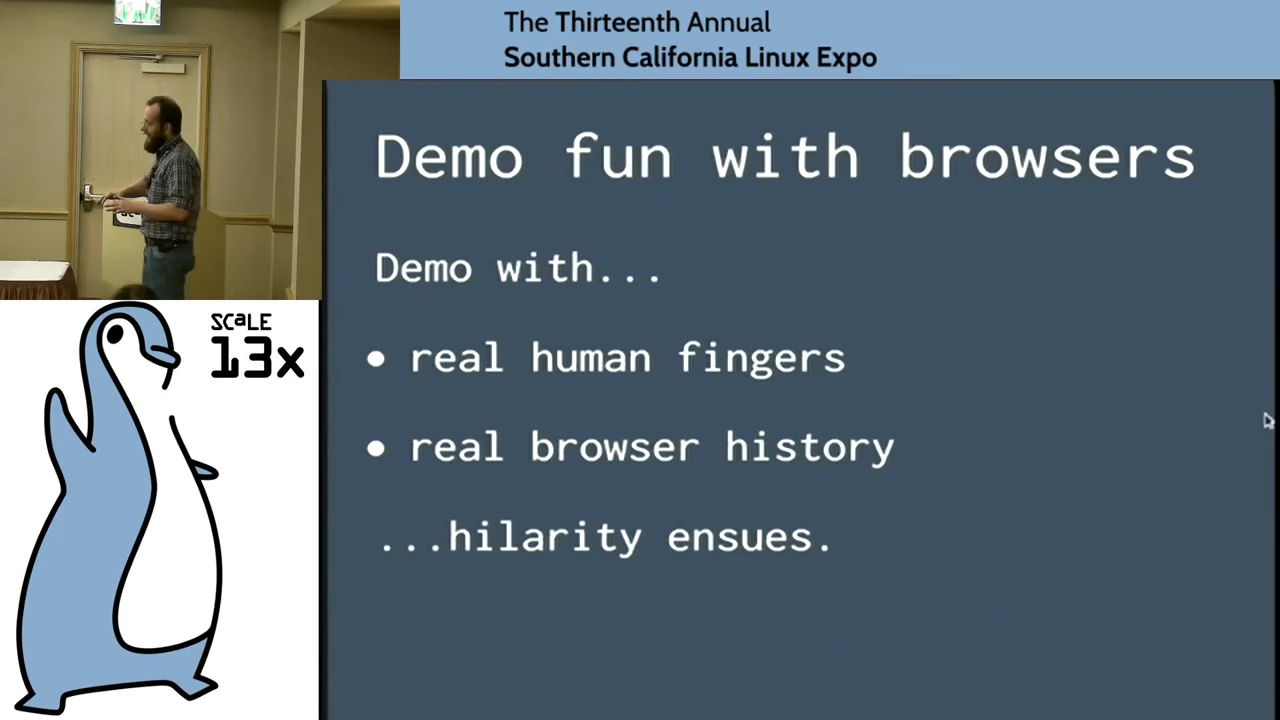 The Thirteenth Annual
Southern California Linux Expo
SCaLE
13x
Demo fun with browsers
Demo with...
• real human fingers
• real browser history
...hilarity ensues.